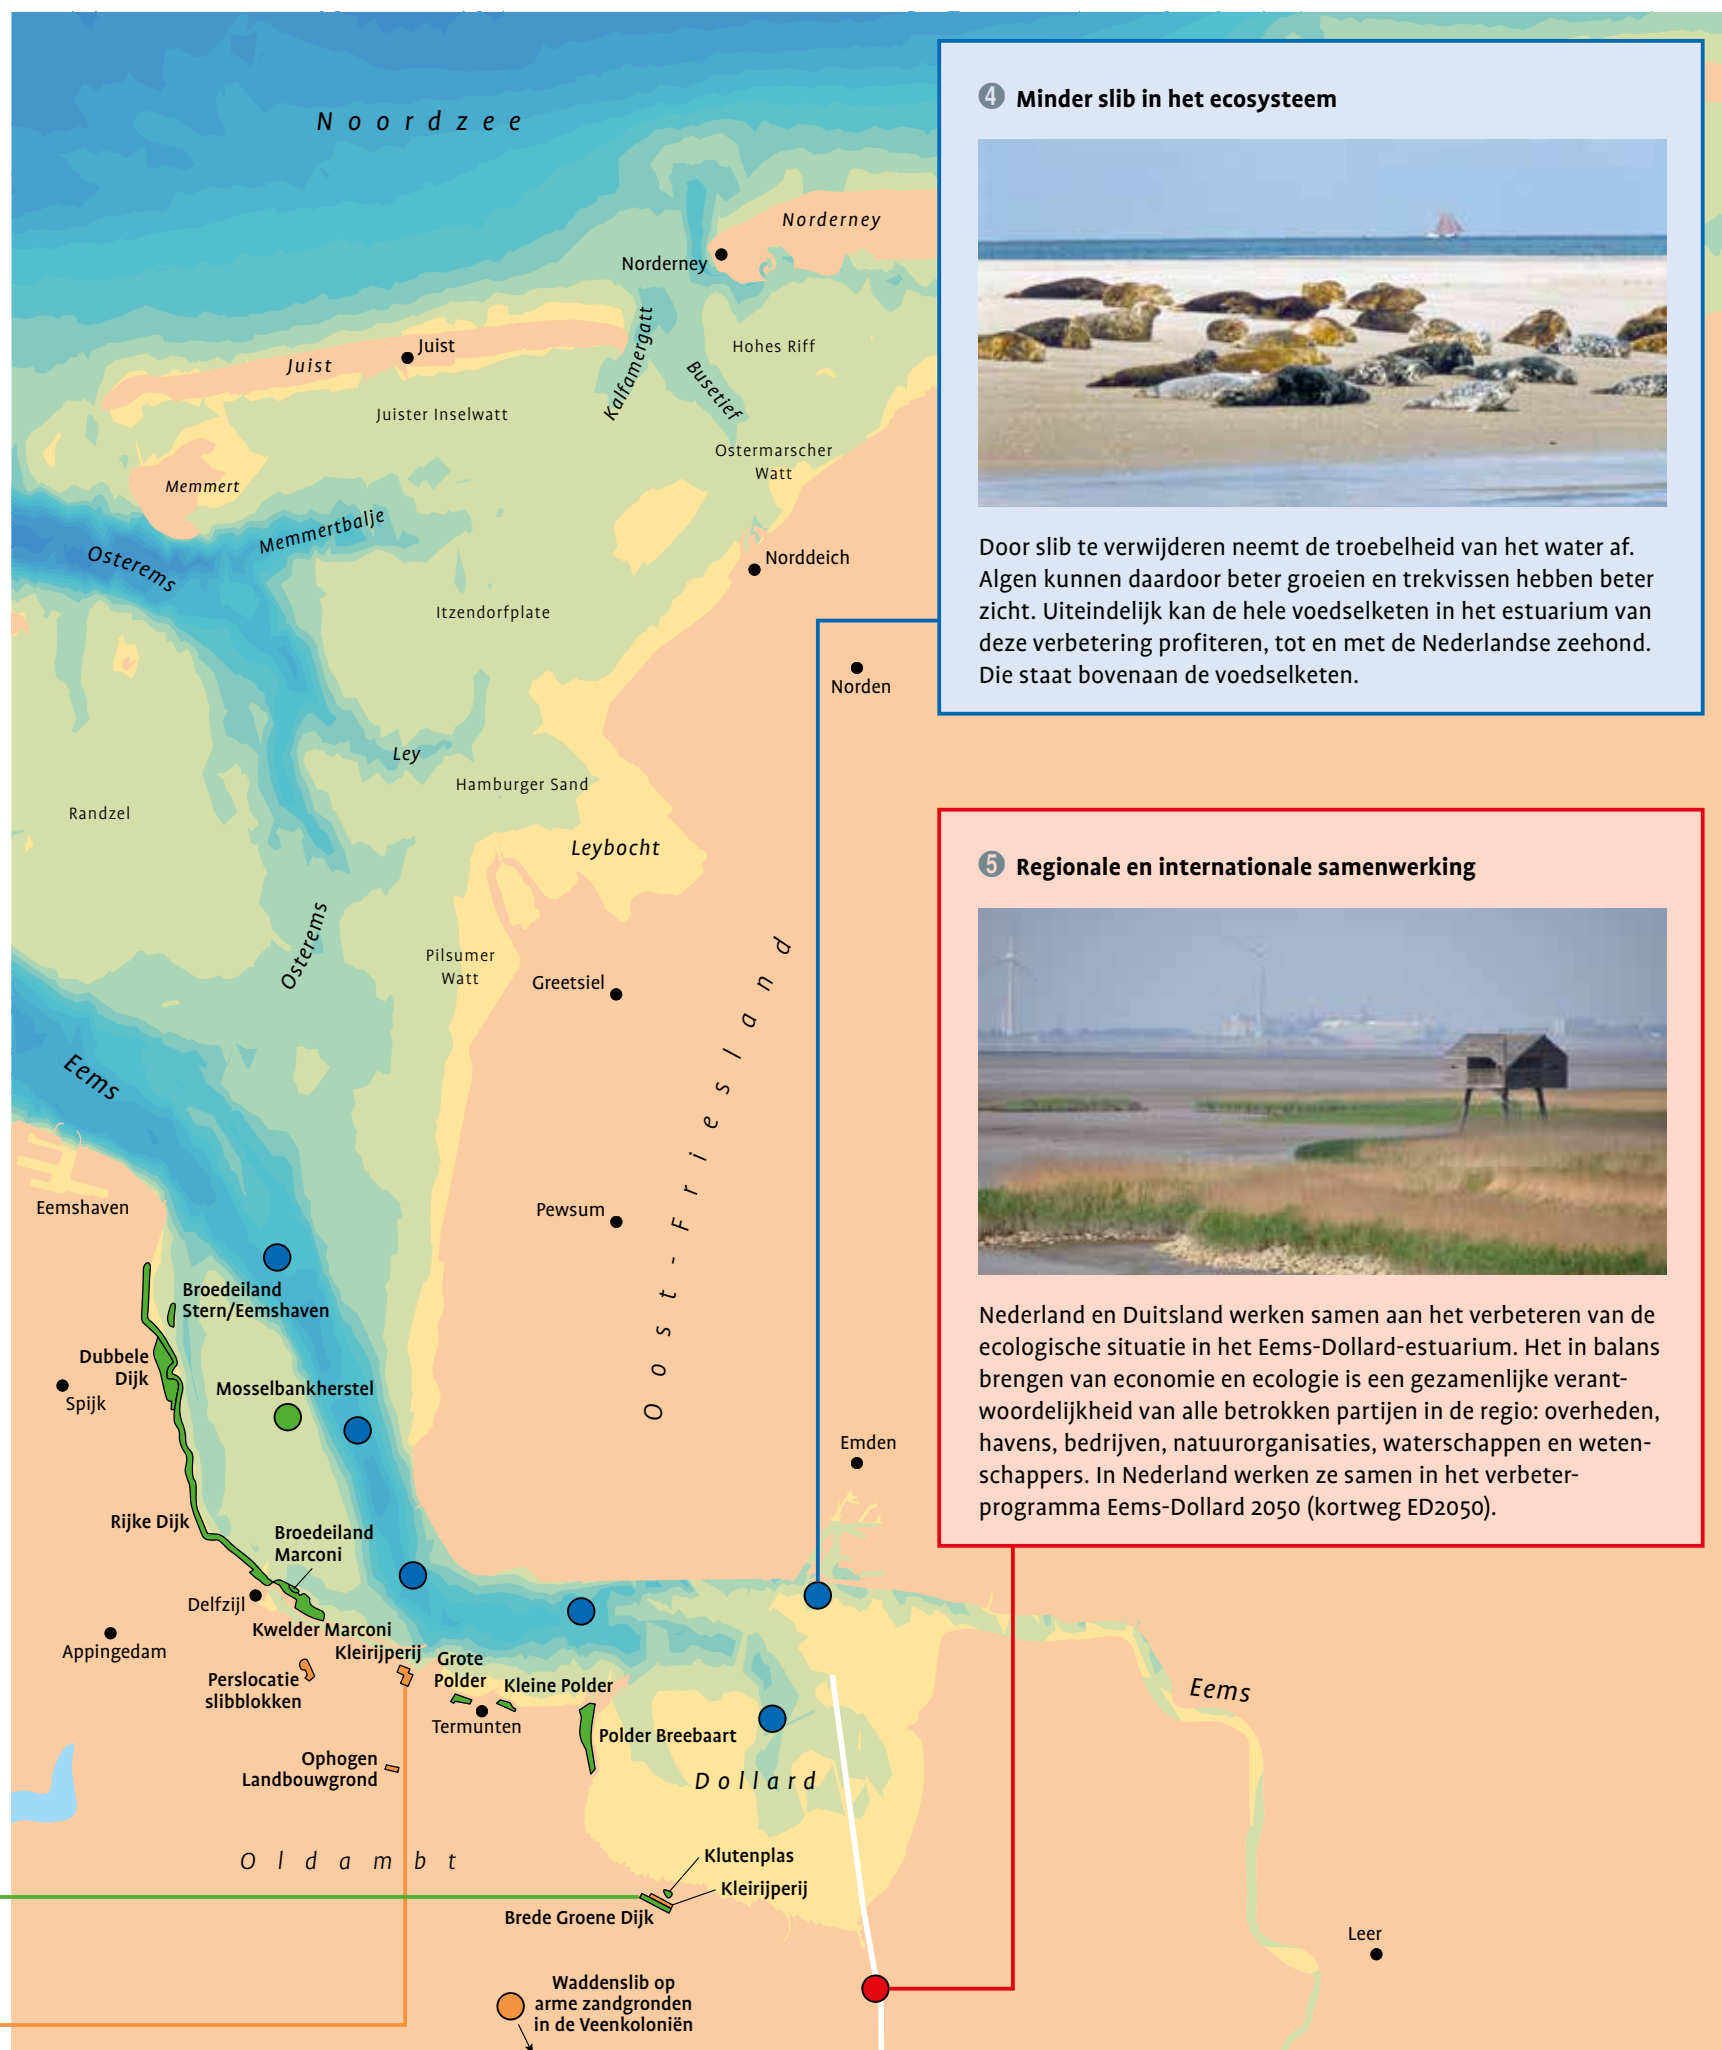 Noordzee
Norderney
Norderney
Juist
Juist
Kalfamergatt
Busetief
Hohes Riff
Juister Inselwatt
Ostermarscher
Watt
Memmert
Memmertbalje
Osterems
Norddeich
Itzendorfplate
Norden
Ley
Hamburger Sand
Randzel
Leybocht
Osterems
Pilsumer
Watt
Greetsiel
Oost-Friesland
Eems
Eemshaven
Pewsum
Broedeiland
Stern/Eemshaven
Dubbele
Dijk
Spijk
Mosselbankherstel
Emden
Rijke Dijk
Broedeiland
Marconi
Delfzijl
Appingedam
Kwelder Marconi
Kleirijperij
Perslocatie
slibblokken
Grote
Polder
Kleine Polder
Termunten
Polder Breebaart
Ophogen
Landbouwgrond
Dollard
Eems
Oldambt
Klutenplas
Kleirijperij
Brede Groene Dijk
Leer
Waddenslib op
arme zandgronden
in de Veenkoloniën
4 Minder slib in het ecosysteem
Door slib te verwijderen neemt de troebelheid van het water af.
Algen kunnen daardoor beter groeien en trekvissen hebben beter
zicht. Uiteindelijk kan de hele voedselketen in het estuarium van
deze verbetering profiteren, tot en met de Nederlandse zeehond.
Die staat bovenaan de voedselketen.
5 Regionale en internationale samenwerking
Nederland en Duitsland werken samen aan het verbeteren van de
ecologische situatie in het Eems-Dollard-estuarium. Het in balans
brengen van economie en ecologie is een gezamenlijke verant-
woordelijkheid van alle betrokken partijen in de regio: overheden,
havens, bedrijven, natuurorganisaties, waterschappen en weten-
schappers. In Nederland werken ze samen in het verbeter-
programma Eems-Dollard 2050 (kortweg ED2050).